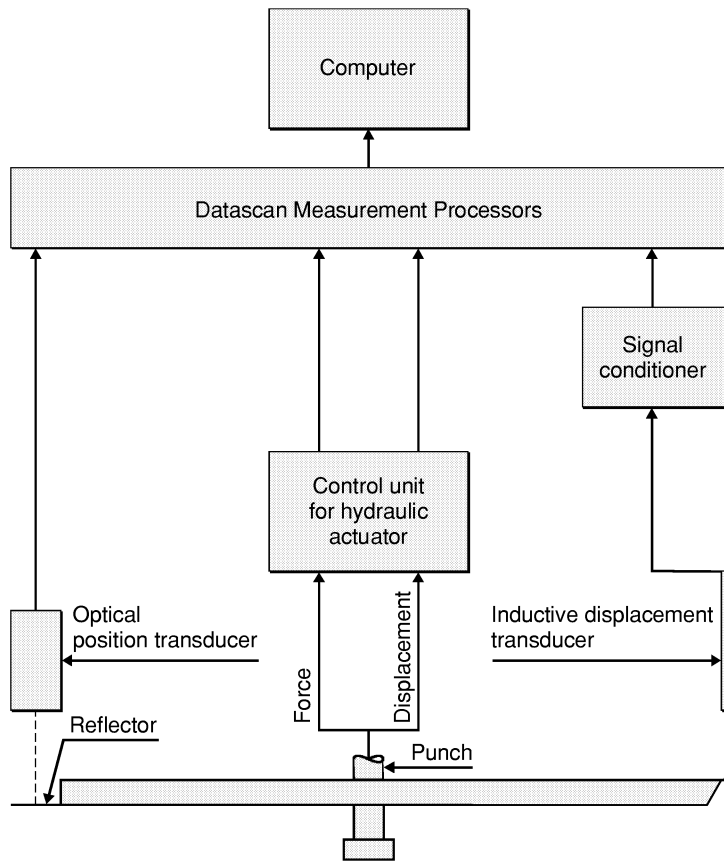 Computer
Datascan Measurement Processors
Signal
conditioner
Control unit
for hydraulic
actuator
Optical
position transducer
Force
Displacement
Inductive displacement
transducer
Reflector
Punch